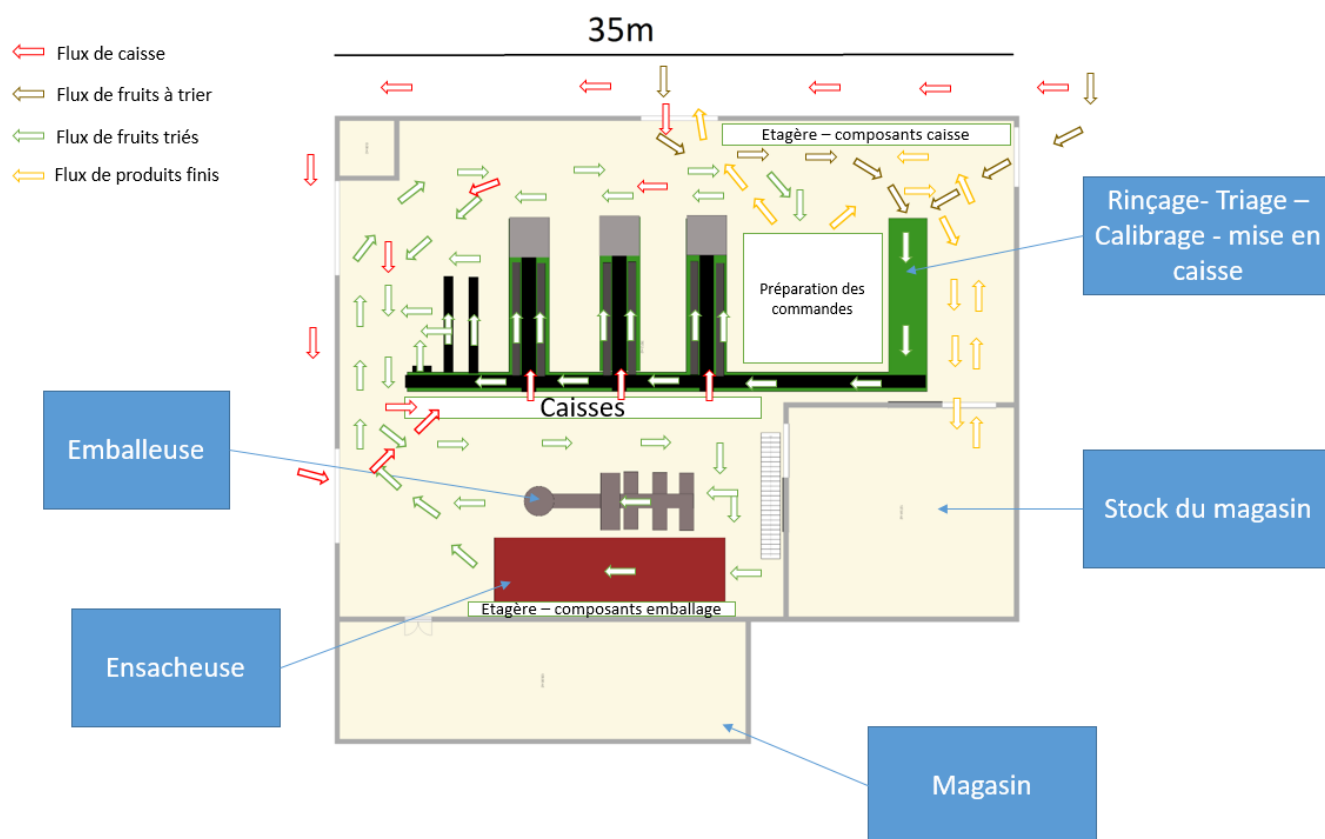 35m
Flux de caisse
Flux de fruits à trier
Flux de fruits triés
Flux de produits finis
Etagère – composants caisse
Rinçage- Triage –
Calibrage - mise en
caisse
Préparation des
commandes
Caisses
Emballeuse
Stock du magasin
Etagère – composants emballage
Ensacheuse
Magasin